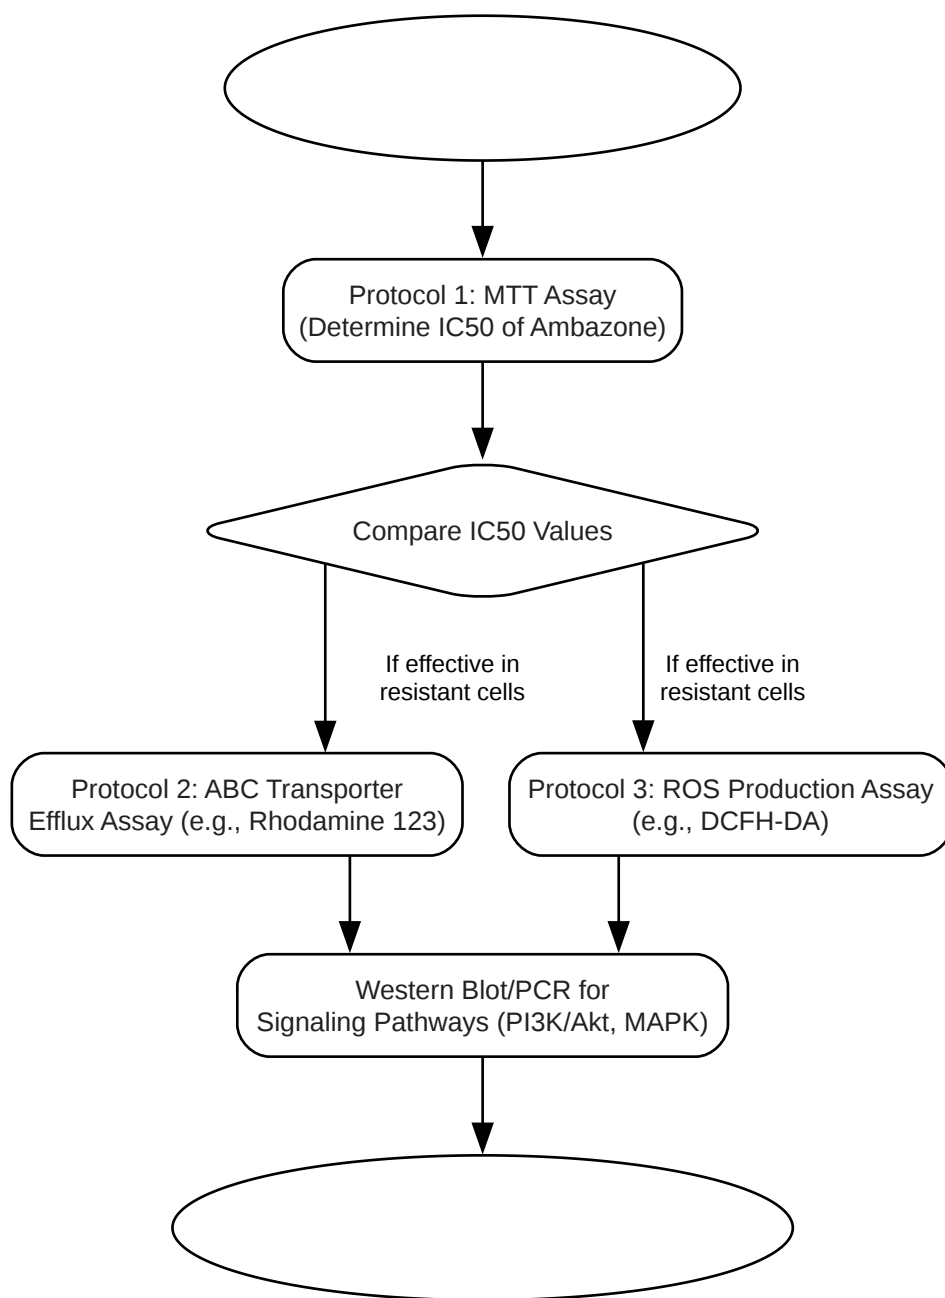 Protocol 1: MTT Assay
(Determine IC50 of Ambazone)
Compare IC50 Values
If effective in
resistant cells
If effective in
resistant cells
Protocol 2: ABC Transporter
Efflux Assay (e.g., Rhodamine 123)
Protocol 3: ROS Production Assay
(e.g., DCFH-DA)
Western Blot/PCR for
Signaling Pathways (PI3K/Akt, MAPK)